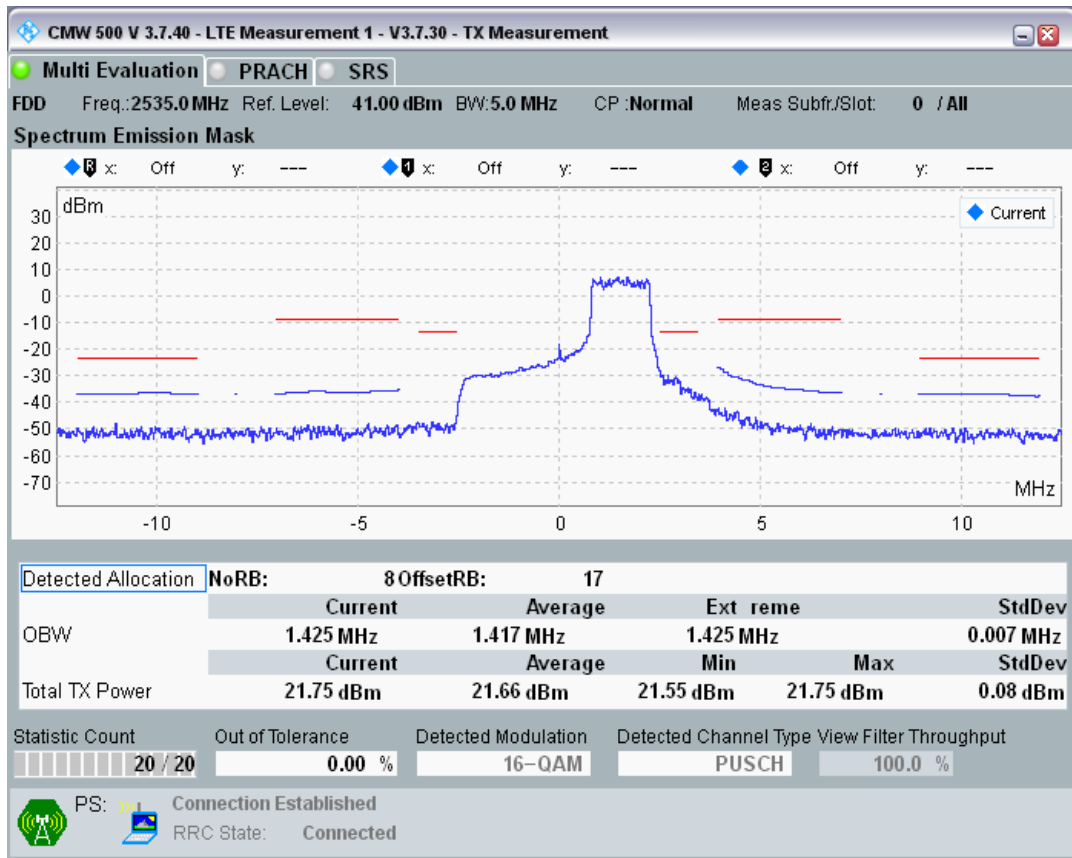 CMW 500 V 3.7.40 - LTE Measurement 1 - V3.7.30 - TX Measurement
Multi Evaluation PRACH SRS
FDD Freq.:2535.0 MHz Ref. Level: 41.00 dBm BW:5.0 MHz CP :Normal Meas Subfr./Slot: 0 / All
Spectrum Emission Mask
R x: Off y: --- 1 x: Off y: --- 2 x: Off y: ---
dBm
Current
30
20
10
0
-10
-20
-30
-40
-50
-60
-70
MHz
-10 -5 0 5 10
Detected Allocation NoRB: 8 OffsetRB: 17
Current Average Ext reme StdDev
OBW 1.425 MHz 1.417 MHz 1.425 MHz 0.007 MHz
Current Average Min Max StdDev
Total TX Power 21.75 dBm 21.66 dBm 21.55 dBm 21.75 dBm 0.08 dBm
Statistic Count Out of Tolerance Detected Modulation Detected Channel Type View Filter Throughput
20 / 20 0.00 % 16-QAM PUSCH 100.0 %
PS: Connection Established
RRC State: Connected